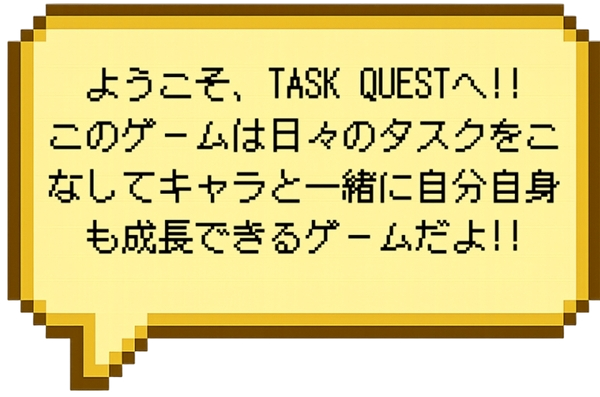 ようこそ、TASK QUESTへ!!
このゲームは日々のタスクをこ
なしてキャラと一緒に自分自身
も成長できるゲームだよ!!